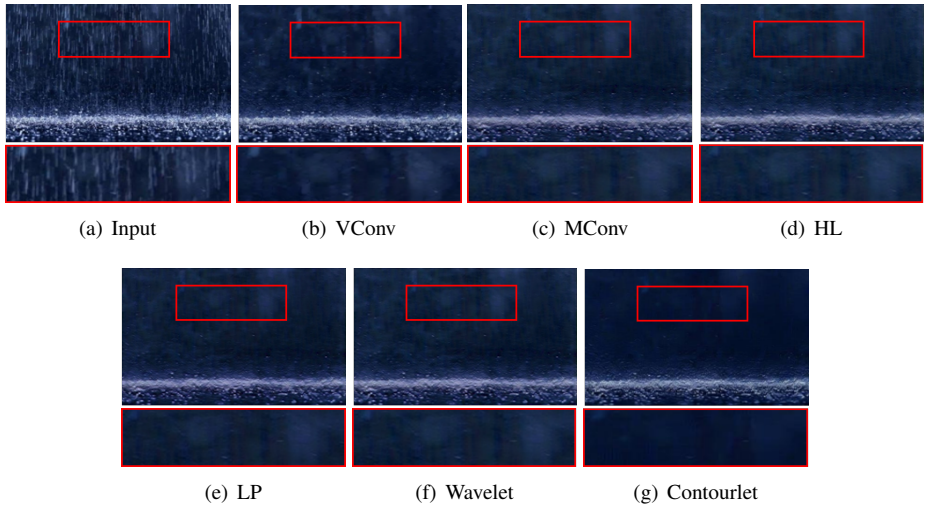 (a) Input
(b) VConv
(c) MConv
(d) HL
(e) LP
(f) Wavelet
(g) Contourlet